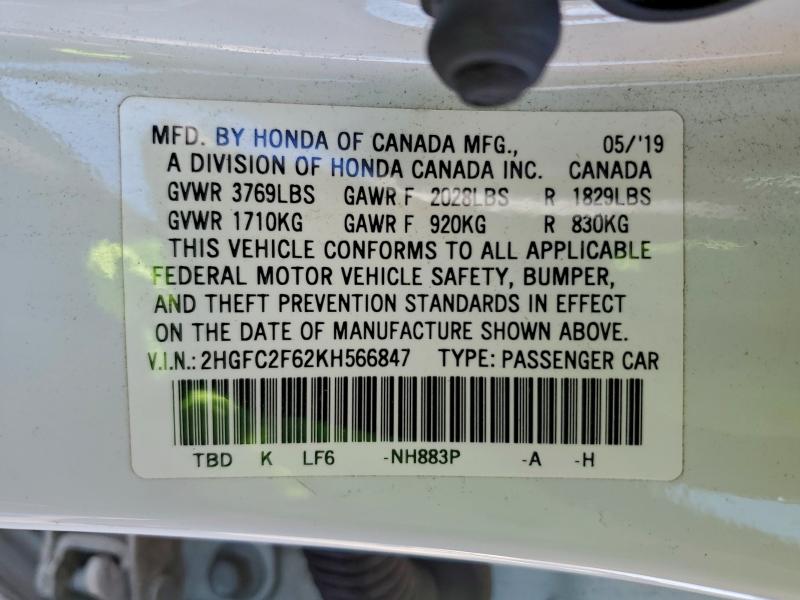 MFD. BY HONDA OF CANADA MFG., 05/'19
A DIVISION OF HONDA CANADA INC. CANADA
GVWR 3769LBS GAWR F 2028LBS R 1829LBS
GVWR 1710KG GAWR F 920KG R 830KG
THIS VEHICLE CONFORMS TO ALL APPLICABLE
FEDERAL MOTOR VEHICLE SAFETY, BUMPER,
AND THEFT PREVENTION STANDARDS IN EFFECT
ON THE DATE OF MANUFACTURE SHOWN ABOVE.
V.I.N.: 2HGFC2F62KH566847 TYPE: PASSENGER CAR
TBD K LF6 -NH883P -A -H